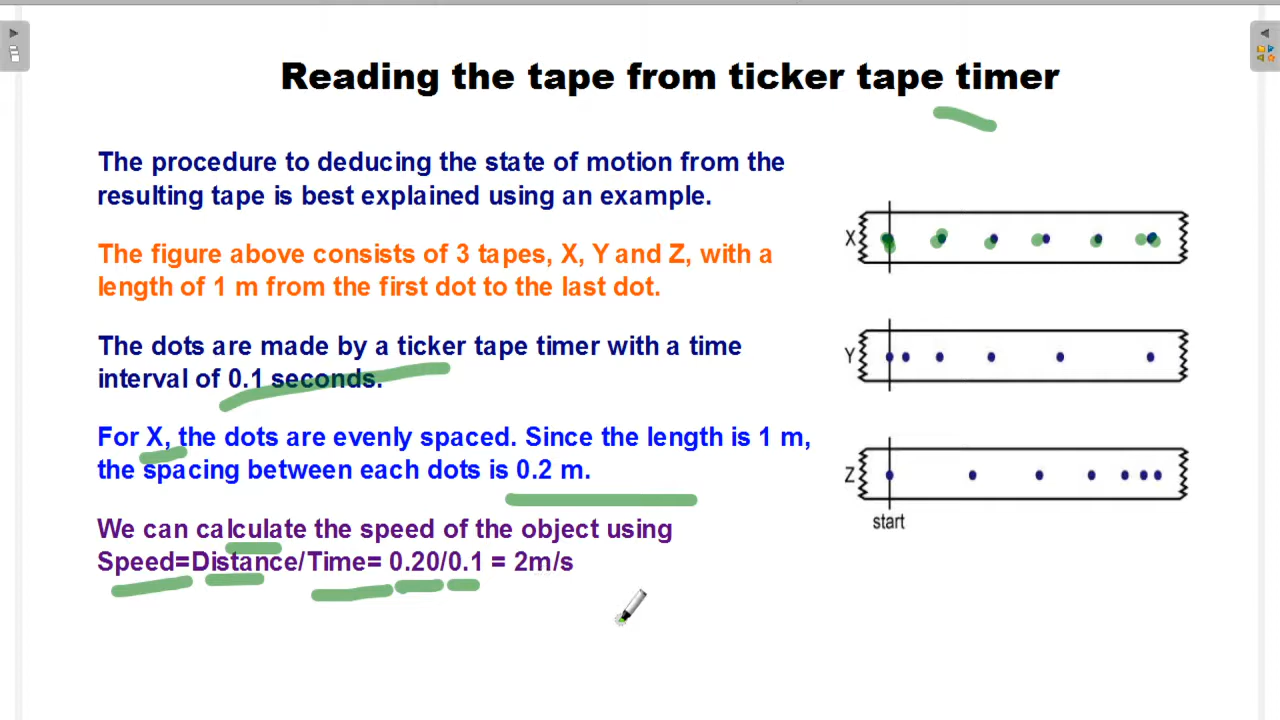 Reading the tape from ticker tape timer
The procedure to deducing the state of motion from the
resulting tape is best explained using an example.
The figure above consists of 3 tapes, X, Y and Z, with a
length of 1 m from the first dot to the last dot.
The dots are made by a ticker tape timer with a time
interval of 0.1 seconds.
For X, the dots are evenly spaced. Since the length is 1 m,
the spacing between each dots is 0.2 m.
We can calculate the speed of the object using
Speed=Distance/Time= 0.20/0.1 = 2m/s
X
Y
Z
start